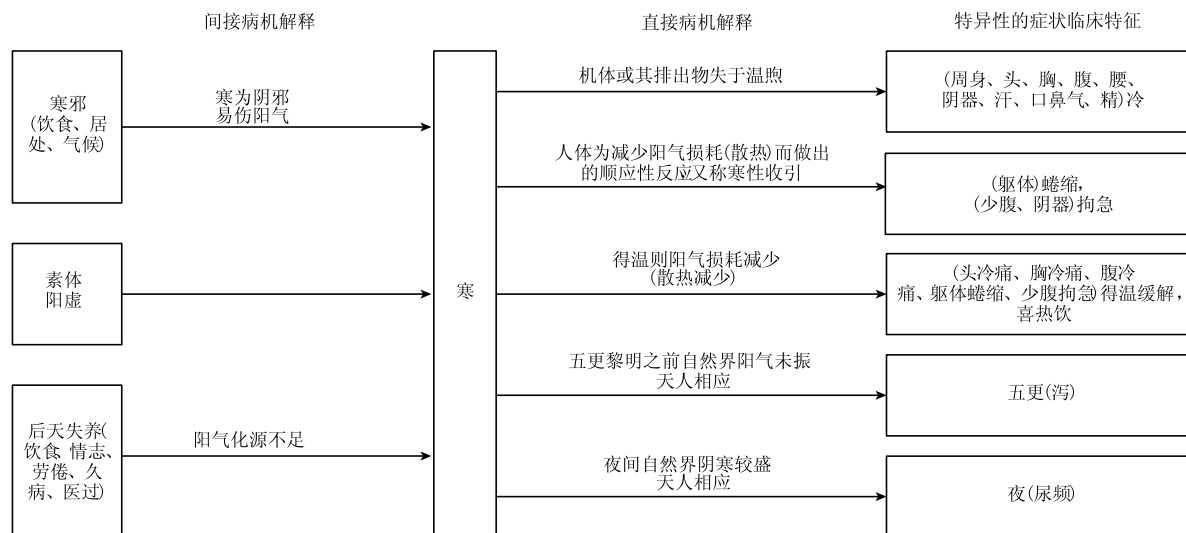 间接病机解释
直接病机解释
特异性的症状临床特征
寒邪
(饮食、居
处、气候)
寒为阴邪
易伤阳气
素体
阳虚
后天失养(
饮食 情志、
劳倦、久
病、医过)
阳气化源不足
寒
机体或其排出物失于温煦
人体为减少阳气损耗(散热)而做出
的顺应性反应又称寒性收引
得温则阳气损耗减少
(散热减少)
五更黎明之前自然界阳气未振
天人相应
夜间自然界阴寒较盛
天人相应
(周身、头、胸、腹、腰、
阴器、汗、口鼻气、精)冷
(躯体)蜷缩，
(少腹、阴器)拘急
(头冷痛、胸冷痛、腹冷
痛、躯体蜷缩、少腹拘急)得温缓解，
喜热饮
五更(泻)
夜(尿频)